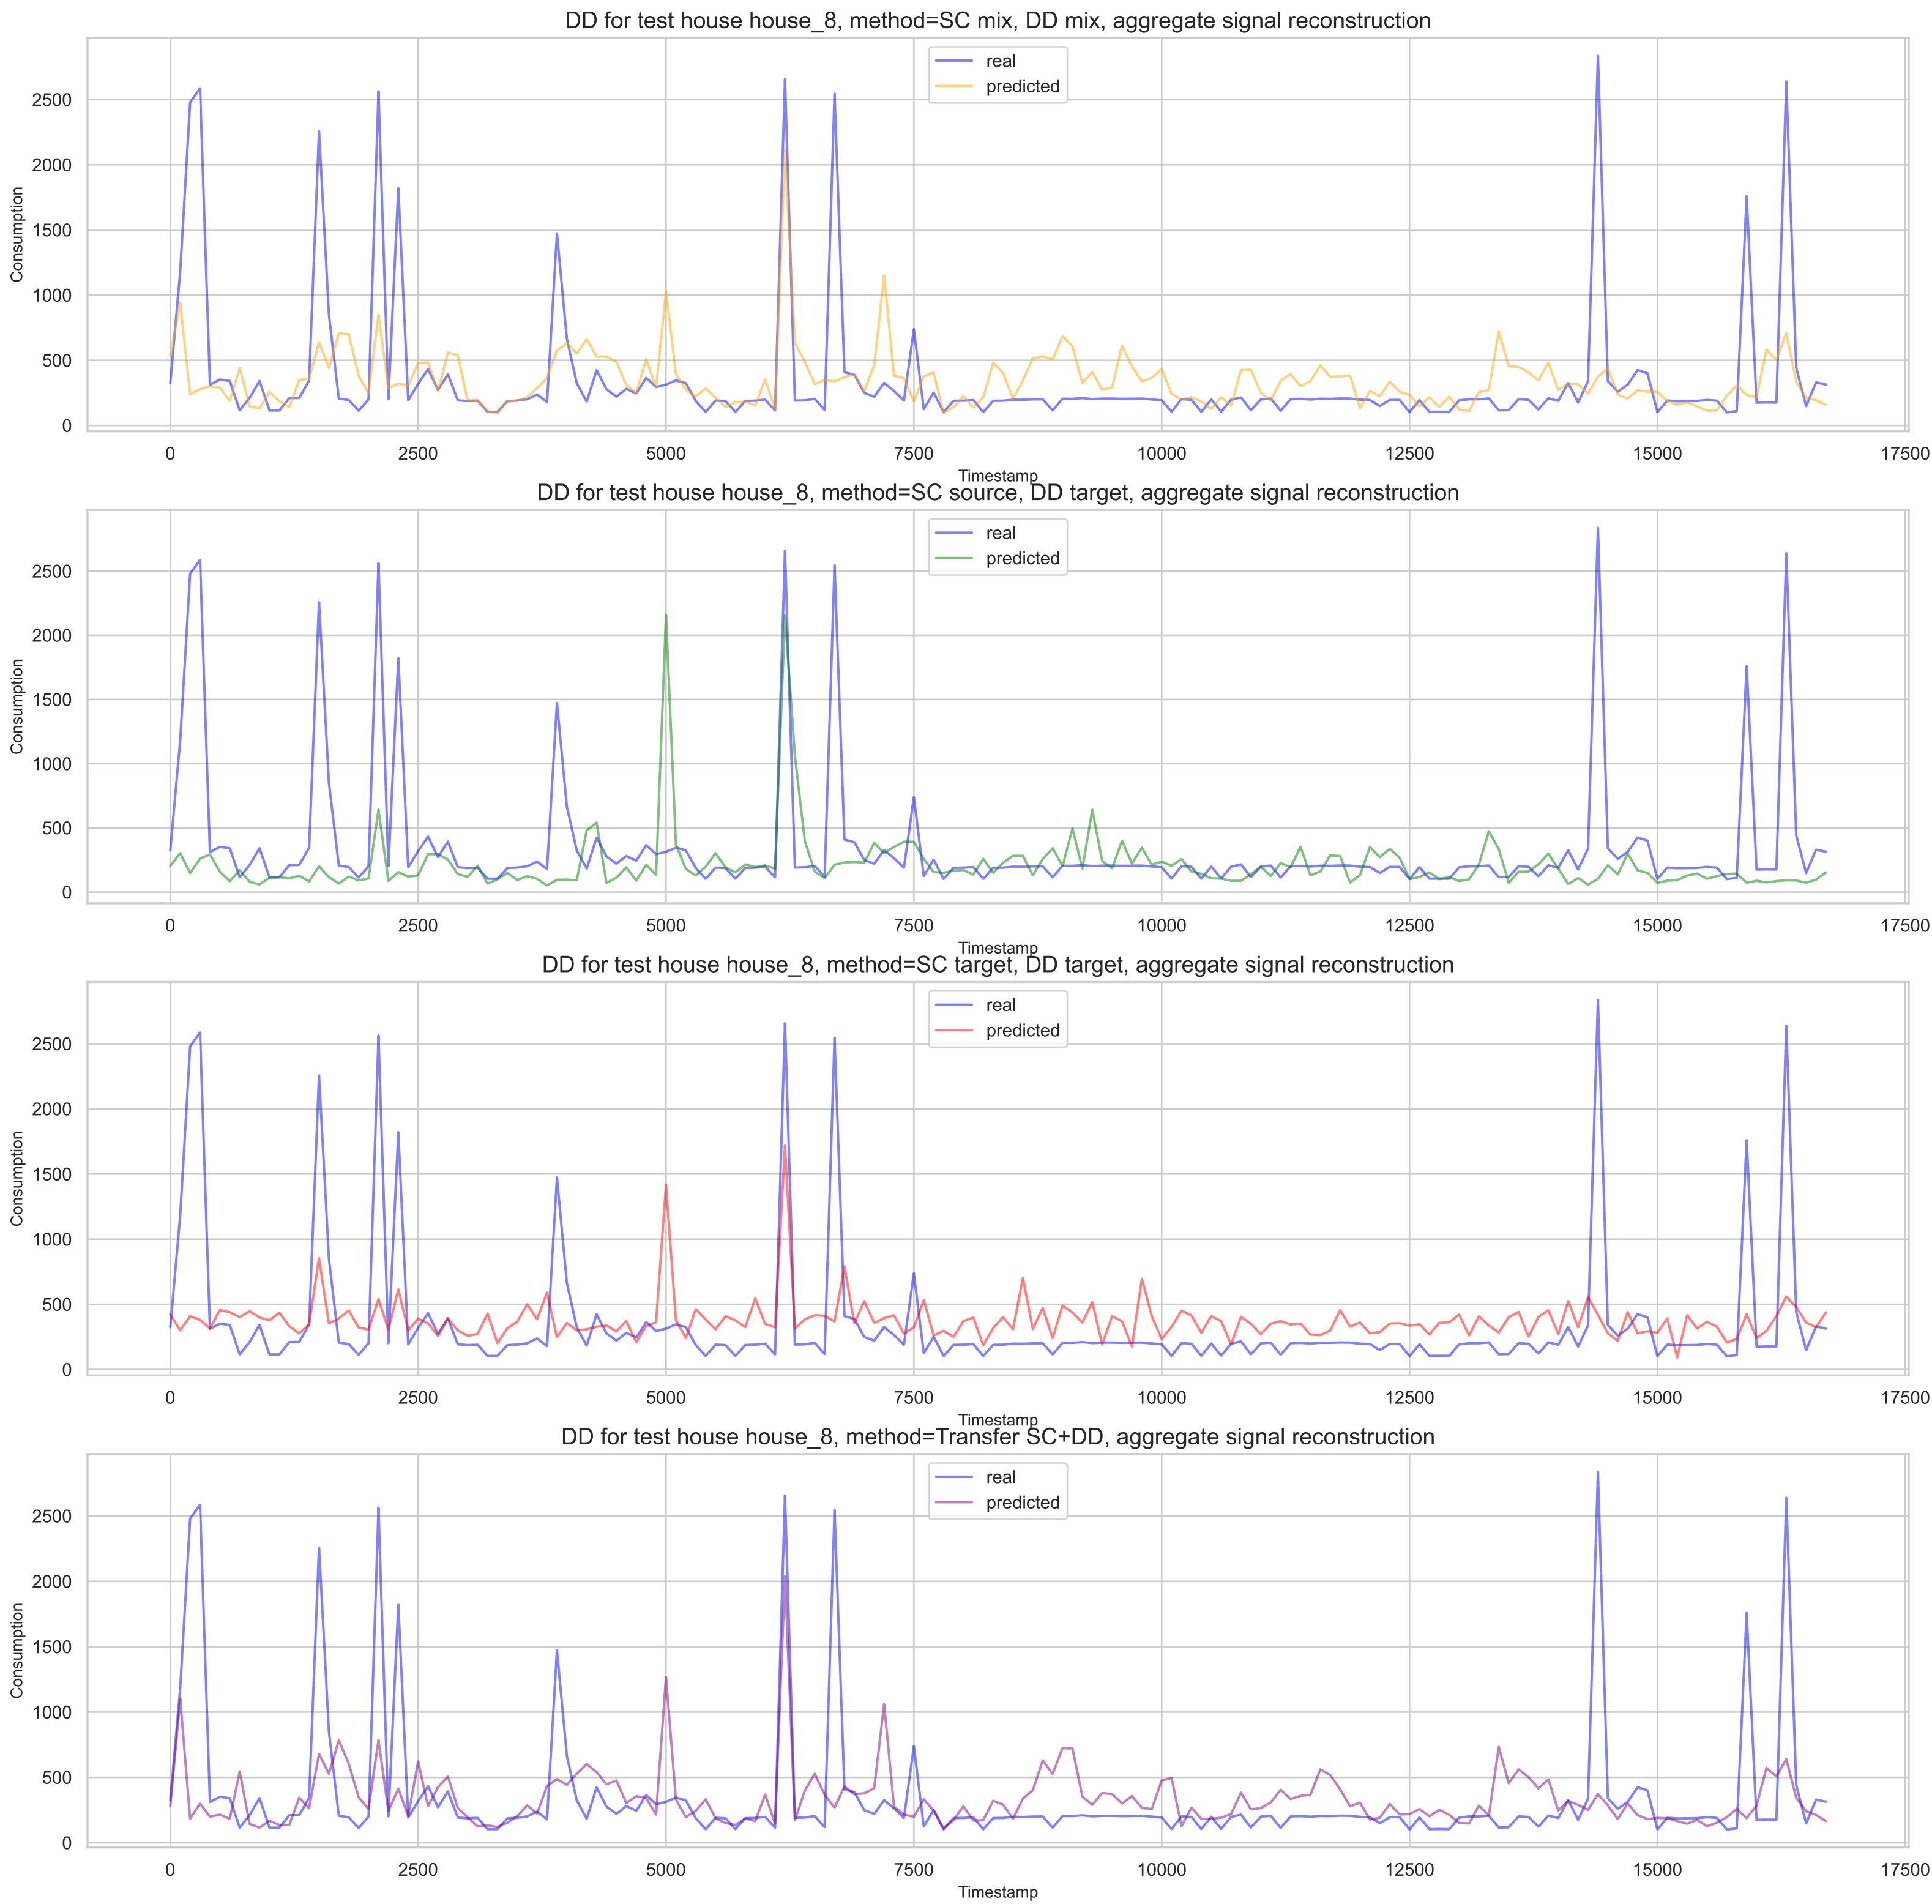 DD for test house house_8, method=SC mix, DD mix, aggregate signal reconstruction
real
predicted
Consumption
2500
2000
1500
1000
500
0
0 2500 5000 7500 10000 12500 15000 17500
Timestamp
DD for test house house_8, method=SC source, DD target, aggregate signal reconstruction
real
predicted
Consumption
2500
2000
1500
1000
500
0
0 2500 5000 7500 10000 12500 15000 17500
Timestamp
DD for test house house_8, method=SC target, DD target, aggregate signal reconstruction
real
predicted
Consumption
2500
2000
1500
1000
500
0
0 2500 5000 7500 10000 12500 15000 17500
Timestamp
DD for test house house_8, method=Transfer SC+DD, aggregate signal reconstruction
real
predicted
Consumption
2500
2000
1500
1000
500
0
0 2500 5000 7500 10000 12500 15000 17500
Timestamp